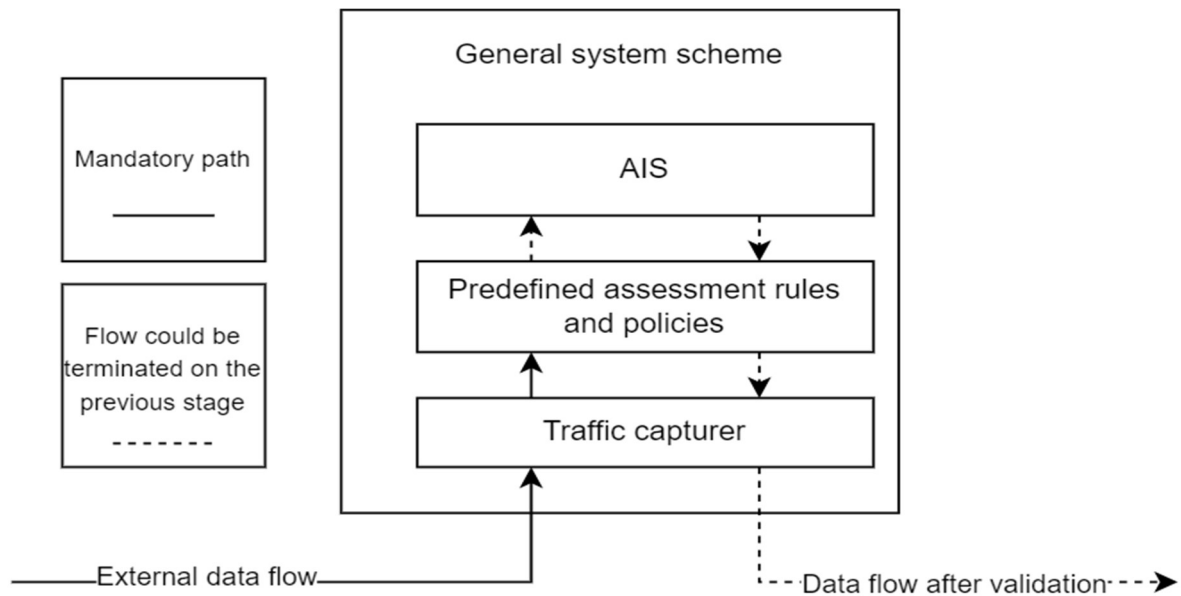 General system scheme
Mandatory path
AIS
Predefined assessment rules
and policies
Flow could be
terminated on the
previous stage
Traffic capturer
External data flow
Data flow after validation